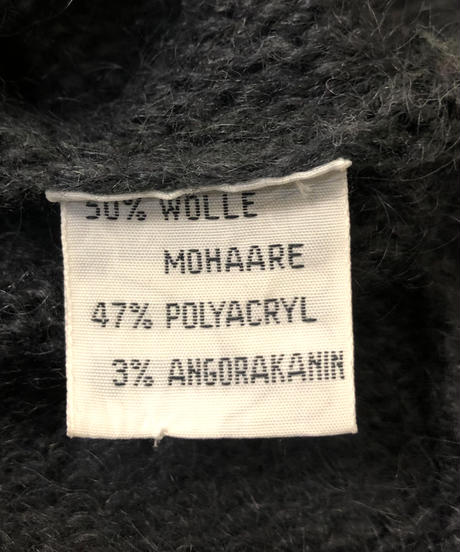 50% WOLLE
MOHAARE
47% POLYACRYL
3% ANGORAKANIN